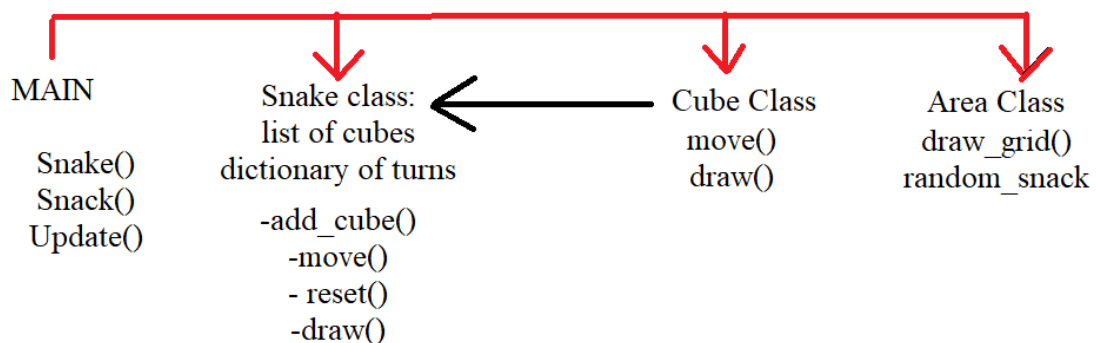 MAIN
Snake()
Snack()
Update()
Snake class:
list of cubes
dictionary of turns
-add_cube()
-move()
- reset()
-draw()
Cube Class
move()
draw()
Area Class
draw_grid()
random_snack